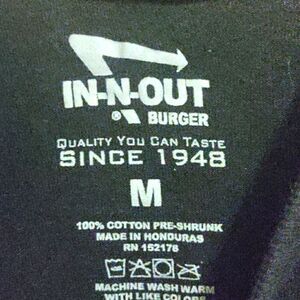 IN-N-OUT
® BURGER
QUALITY YOU CAN TASTE
SINCE 1948
M
100% COTTON PRE-SHRUNK
MADE IN HONDURAS
RN 152176
MACHINE WASH WARM
WITH LIKE COLORS